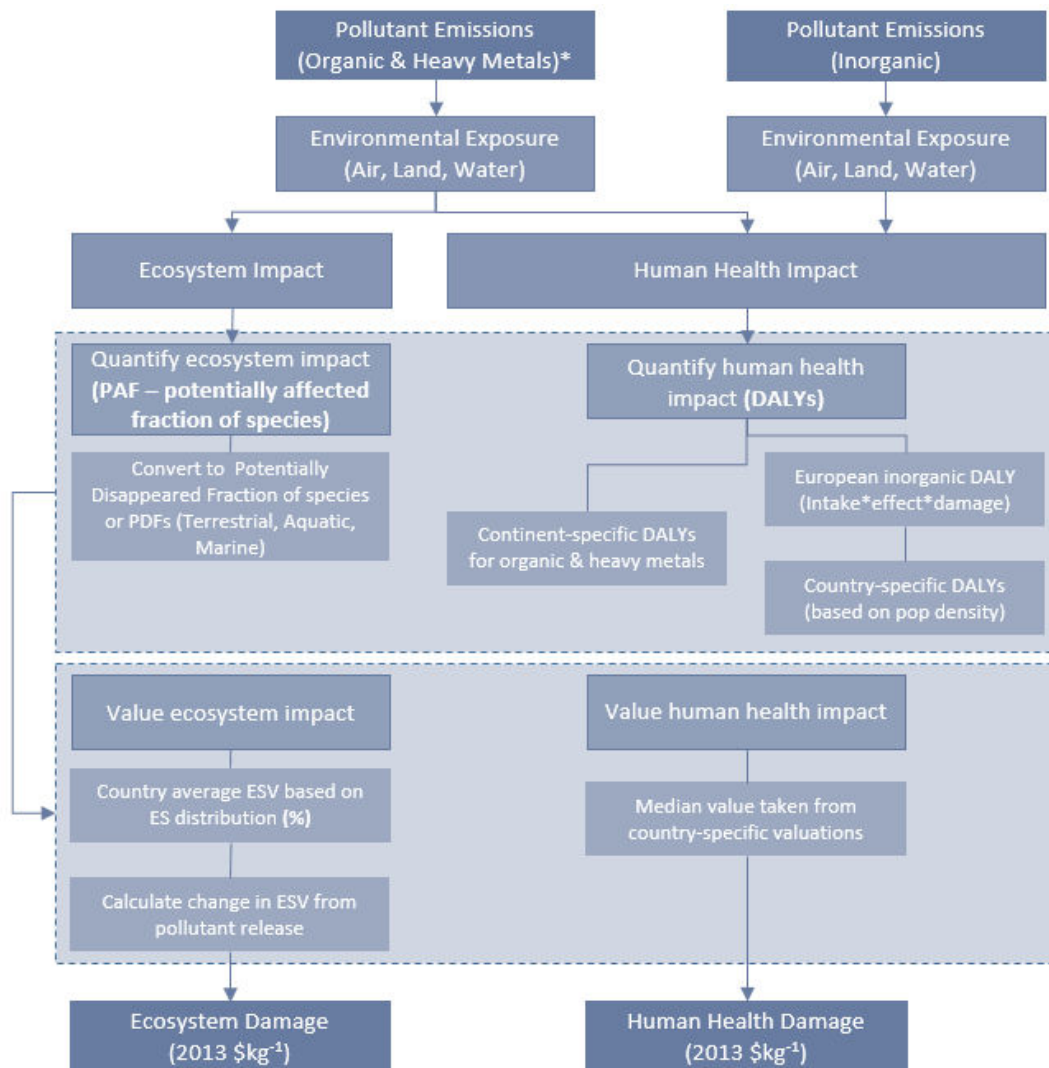 Pollutant Emissions
(Organic & Heavy Metals)*
Pollutant Emissions
(Inorganic)
Environmental Exposure
(Air, Land, Water)
Environmental Exposure
(Air, Land, Water)
Ecosystem Impact
Human Health Impact
Quantify ecosystem impact
(PAF – potentially affected
fraction of species)
Quantify human health
impact (DALYs)
Convert to Potentially
Disappeared Fraction of species
or PDFs (Terrestrial, Aquatic,
Marine)
Continent-specific DALYs
for organic & heavy metals
European inorganic DALY
(Intake*effect*damage)
Country-specific DALYs
(based on pop density)
Value ecosystem impact
Value human health impact
Country average ESV based on
ES distribution (%)
Median value taken from
country-specific valuations
Calculate change in ESV from
pollutant release
Ecosystem Damage
(2013 $kg⁻¹)
Human Health Damage
(2013 $kg⁻¹)